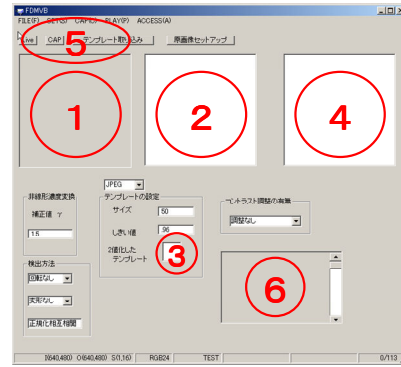 FDMVB
FILE(F) SET(S) CAP(C) PLAY(P) ACCESS(A)
Live CAP テンプレート取り込み 原画像セットアップ
5
1
2
4
JPEG
非線形濃度変換
補正値 γ
1.5
テンプレートの設定
サイズ 50
しきい値 .96
2値化した
テンプレート
3
コントラスト調整の有無
調整なし
検出方法
回転なし
変形なし
正規化相互相関
6
I(640,480) O(640,480) S(1,16) RGB24 TEST 0/113